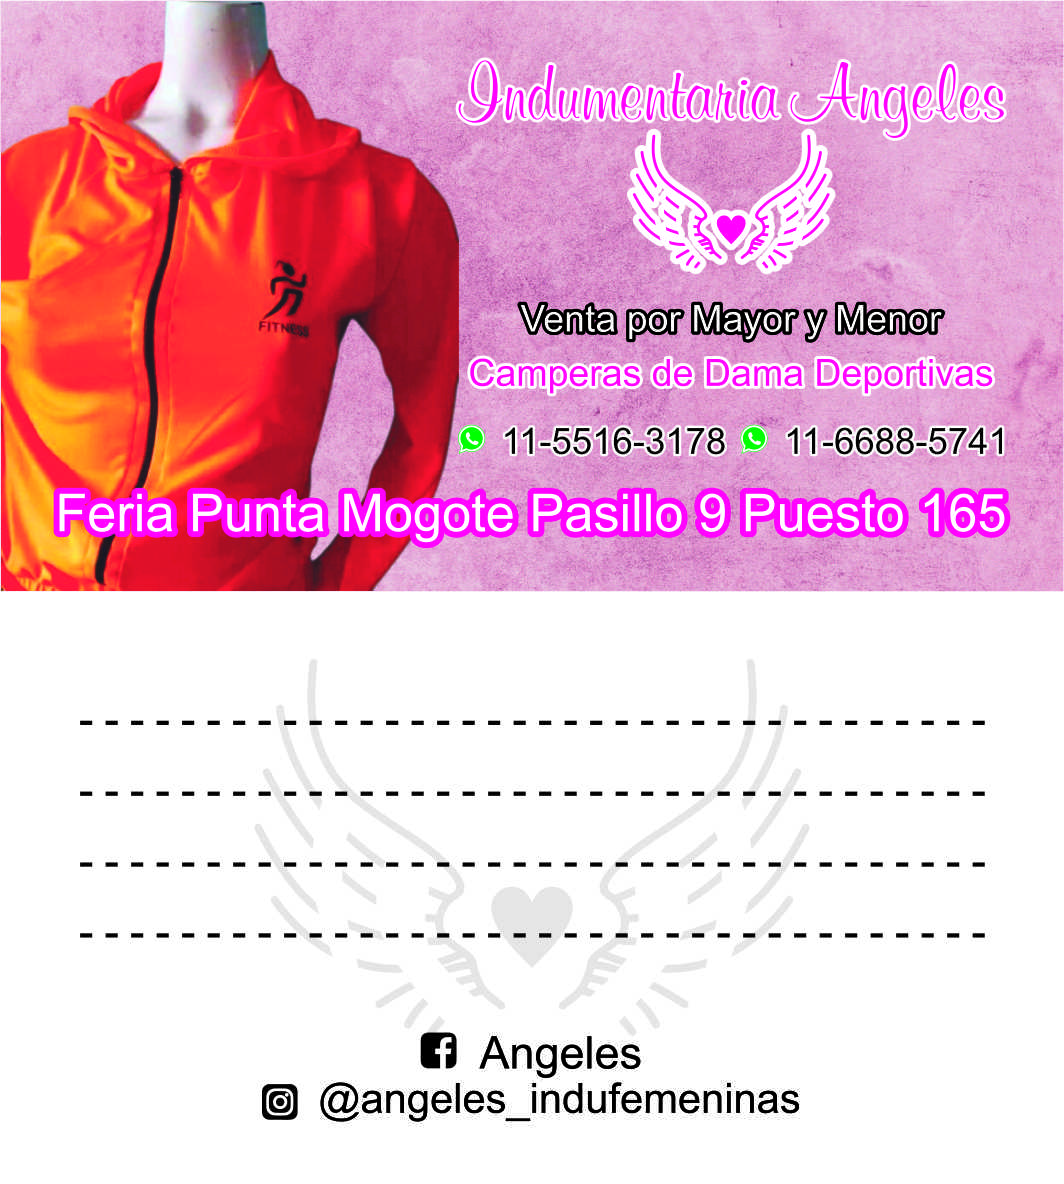 Indumentaria Angeles
FITNESS
Venta por Mayor y Menor
Camperas de Dama Deportivas
11-5516-3178 11-6688-5741
Feria Punta Mogote Pasillo 9 Puesto 165
Angeles
@angeles_indufemeninas